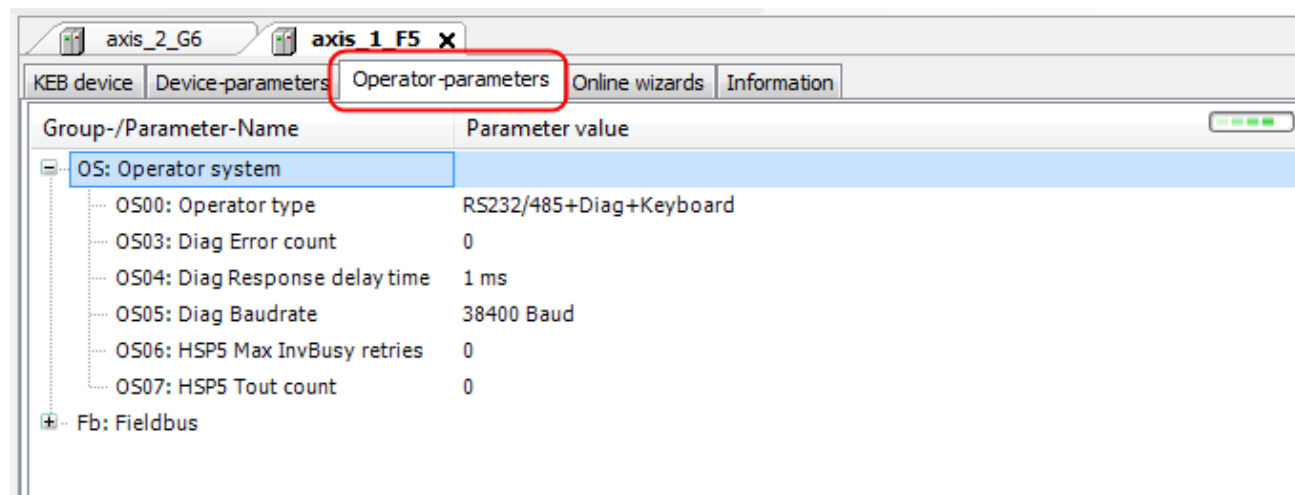 axis_2_G6 axis_1_F5 x
KEB device Device-parameters Operator-parameters Online wizards Information
Group-/Parameter-Name Parameter value
OS: Operator system
OS00: Operator type RS232/485+Diag+Keyboard
OS03: Diag Error count 0
OS04: Diag Response delay time 1 ms
OS05: Diag Baudrate 38400 Baud
OS06: HSP5 Max InvBusy retries 0
OS07: HSP5 Tout count 0
Fb: Fieldbus